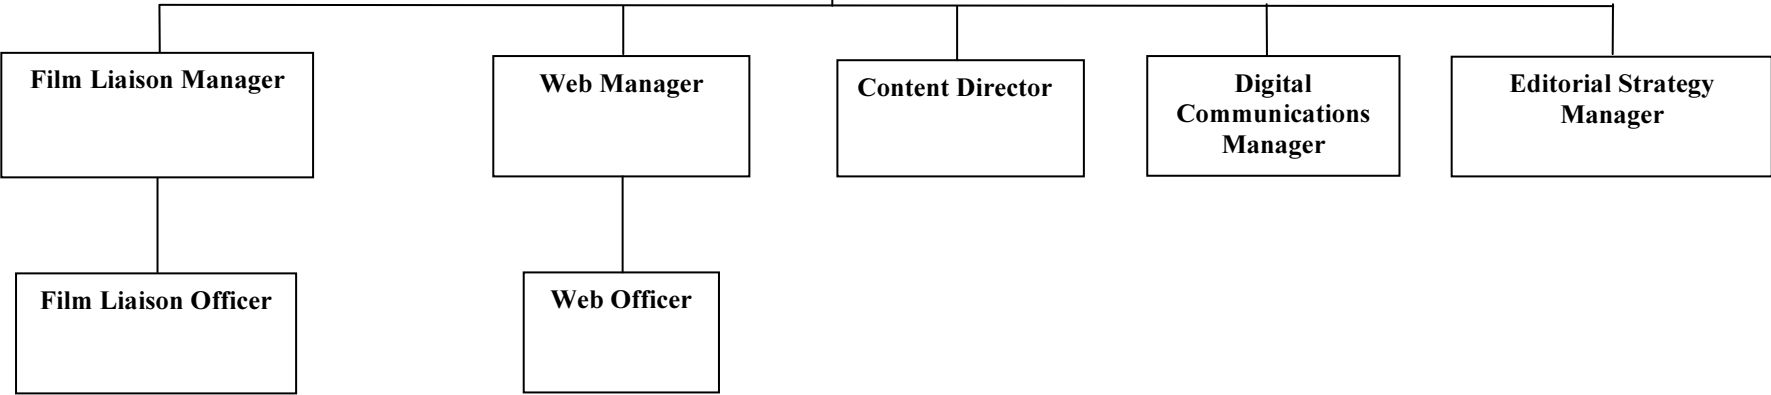 Film Liaison Manager
Web Manager
Content Director
Digital
Communications
Manager
Editorial Strategy
Manager
Film Liaison Officer
Web Officer